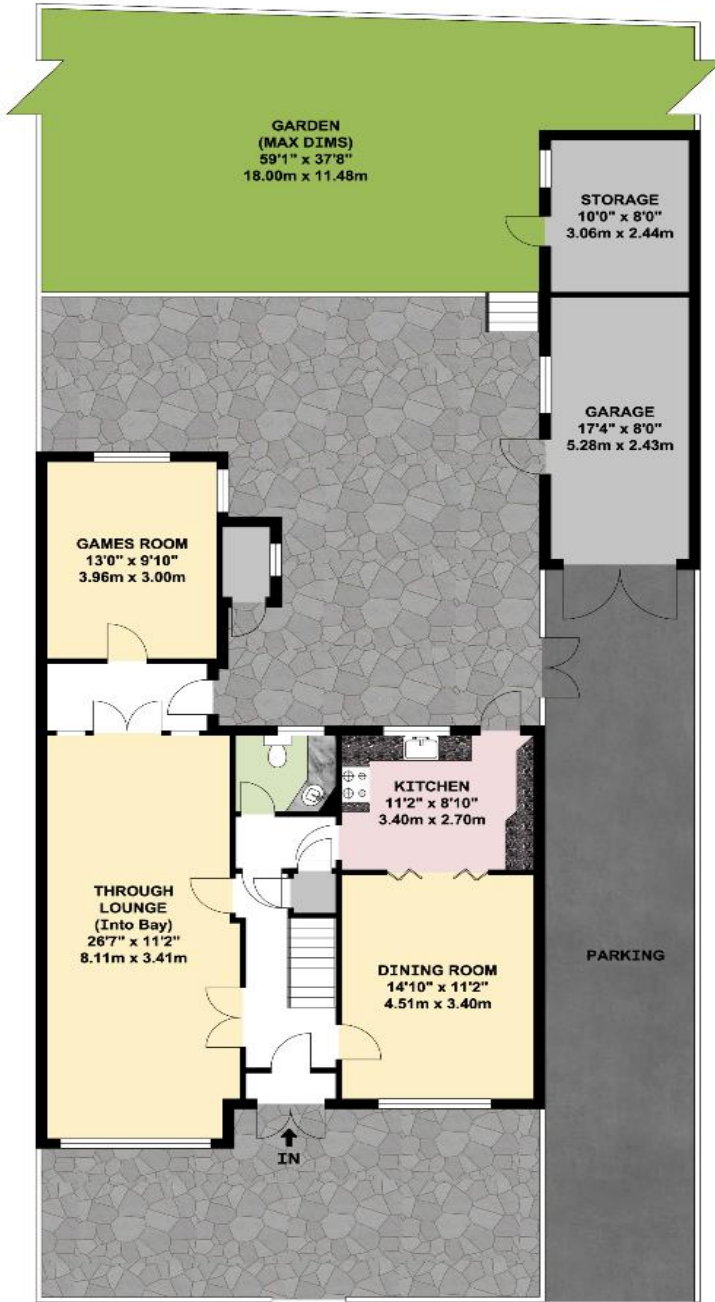 GARDEN
(MAX DIMS)
59'1" x 37'8"
18.00m x 11.48m
STORAGE
10'0" x 8'0"
3.06m x 2.44m
GARAGE
17'4" x 8'0"
5.28m x 2.43m
GAMES ROOM
13'0" x 9'10"
3.96m x 3.00m
KITCHEN
11'2" x 8'10"
3.40m x 2.70m
THROUGH
LOUNGE
(Into Bay)
26'7" x 11'2"
8.11m x 3.41m
DINING ROOM
14'10" x 11'2"
4.51m x 3.40m
PARKING
IN